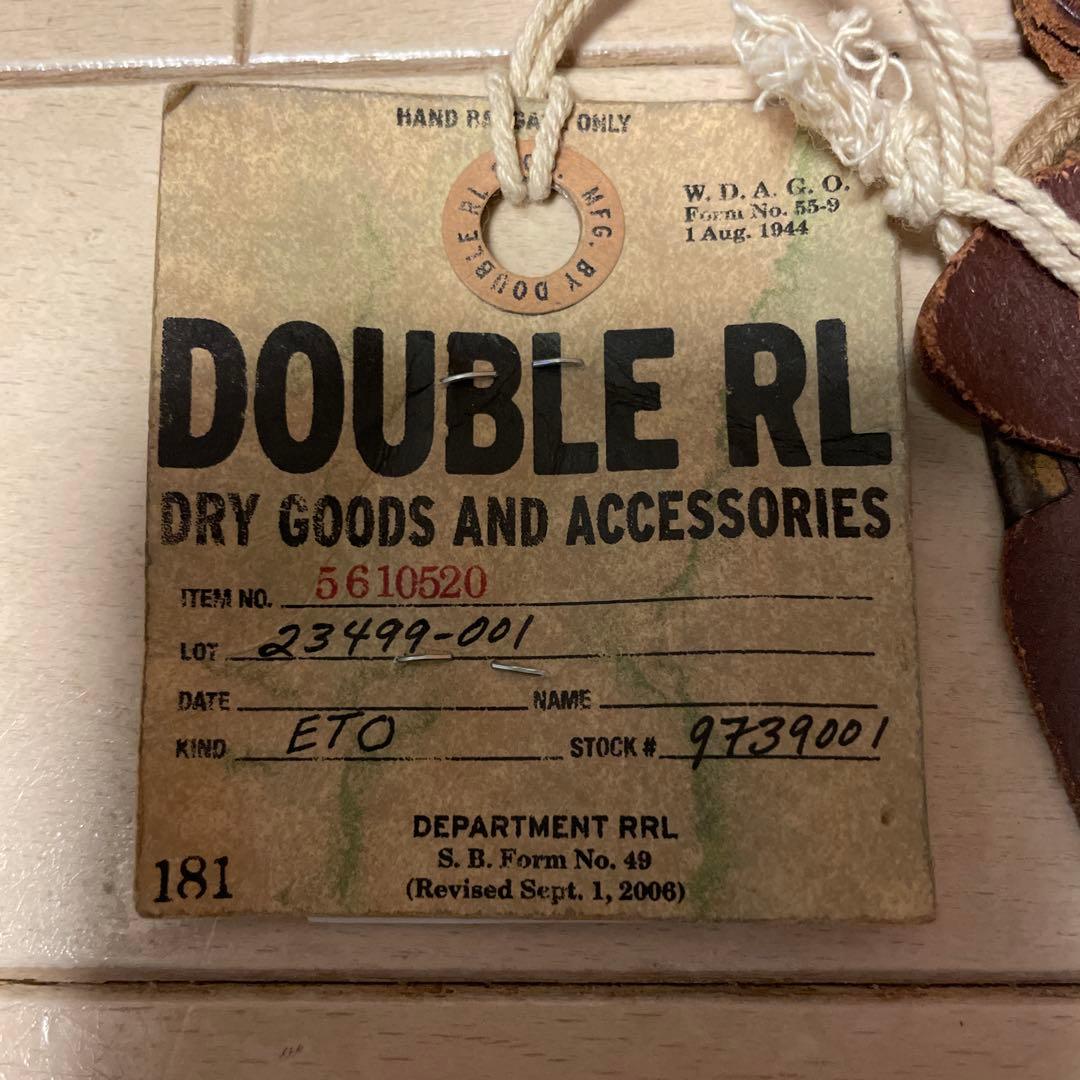 HAND ONLY
MFG. BY DOUBLE RL
DOUBLE RL
W. D. A. G. O.
Form No. 55-9
1 Aug. 1944
DOUBLE RL
DRY GOODS AND ACCESSORIES
ITEM NO. 5610520
LOT 23499-001
DATE NAME
KIND ETO STOCK # 9739001
DEPARTMENT RRL
S. B. Form No. 49
(Revised Sept. 1, 2006)
181